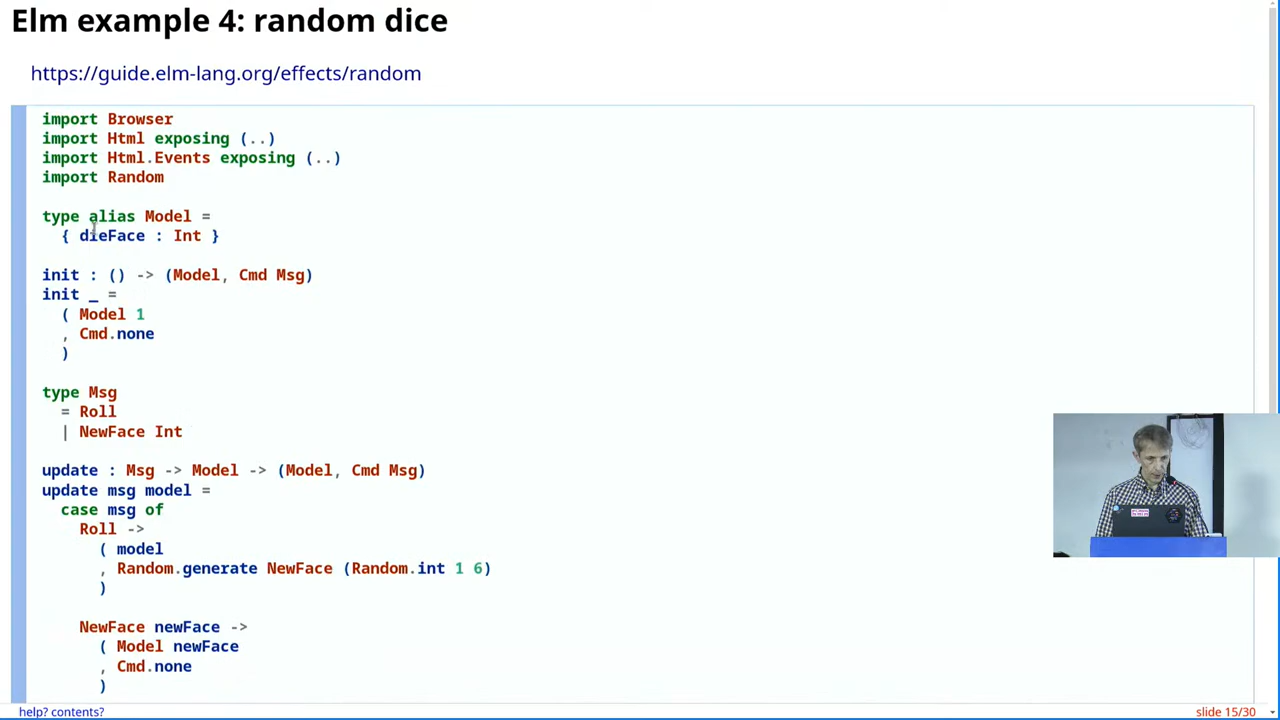 Elm example 4: random dice
https://guide.elm-lang.org/effects/random
import Browser
import Html exposing (..)
import Html.Events exposing (..)
import Random
type alias Model =
  { dieFace : Int }
init : () -> (Model, Cmd Msg)
init _ =
  ( Model 1
  , Cmd.none
  )
type Msg
  = Roll
  | NewFace Int
update : Msg -> Model -> (Model, Cmd Msg)
update msg model =
  case msg of
    Roll ->
      ( model
      , Random.generate NewFace (Random.int 1 6)
      )
    NewFace newFace ->
      ( Model newFace
      , Cmd.none
      )
help? contents?
slide 15/30